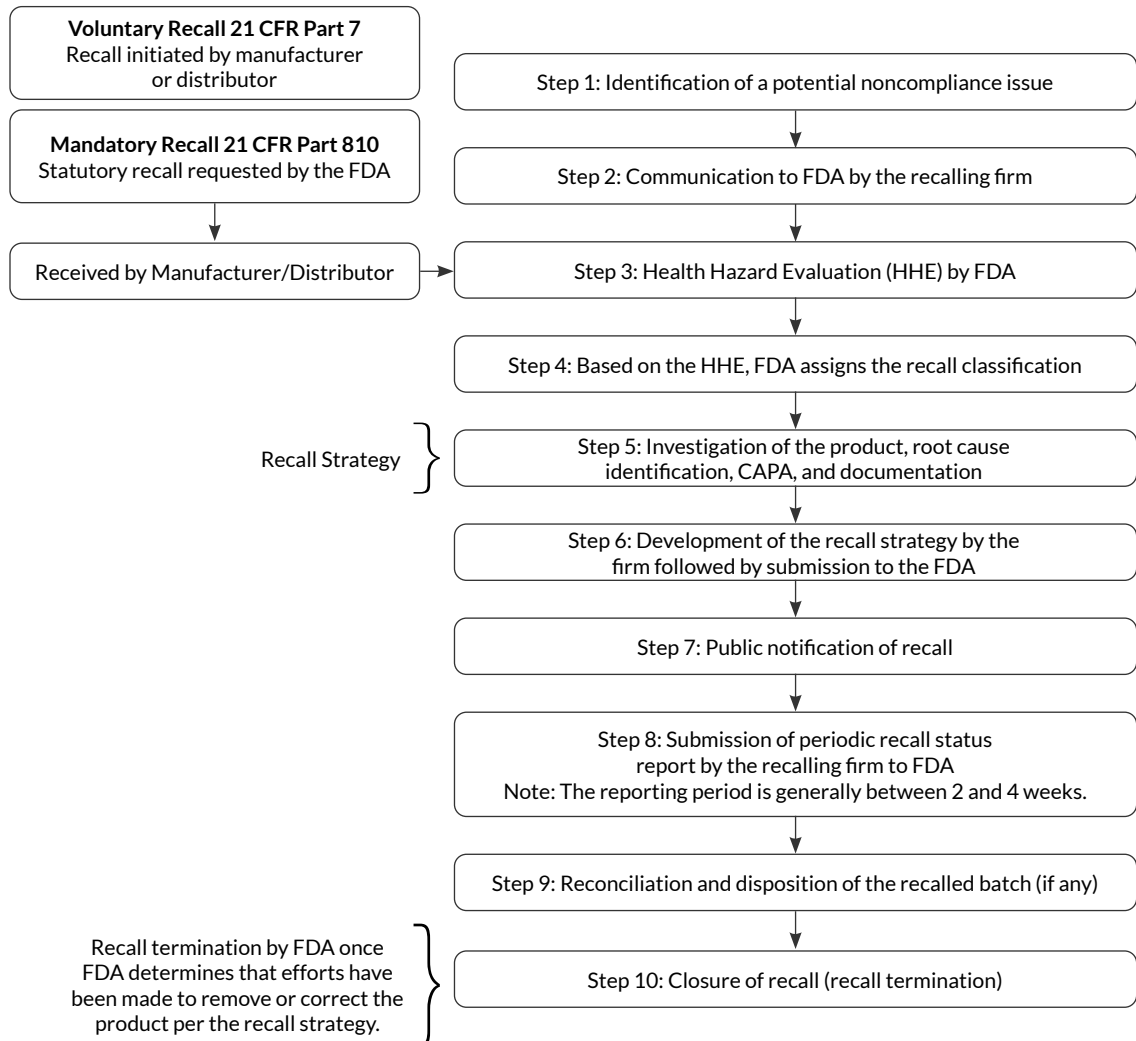 Voluntary Recall 21 CFR Part 7
Recall initiated by manufacturer
or distributor
Mandatory Recall 21 CFR Part 810
Statutory recall requested by the FDA
Received by Manufacturer/Distributor
Step 1: Identification of a potential noncompliance issue
Step 2: Communication to FDA by the recalling firm
Step 3: Health Hazard Evaluation (HHE) by FDA
Step 4: Based on the HHE, FDA assigns the recall classification
Recall Strategy
Step 5: Investigation of the product, root cause
identification, CAPA, and documentation
Step 6: Development of the recall strategy by the
firm followed by submission to the FDA
Step 7: Public notification of recall
Step 8: Submission of periodic recall status
report by the recalling firm to FDA
Note: The reporting period is generally between 2 and 4 weeks.
Step 9: Reconciliation and disposition of the recalled batch (if any)
Recall termination by FDA once
FDA determines that efforts have
been made to remove or correct the
product per the recall strategy.
Step 10: Closure of recall (recall termination)